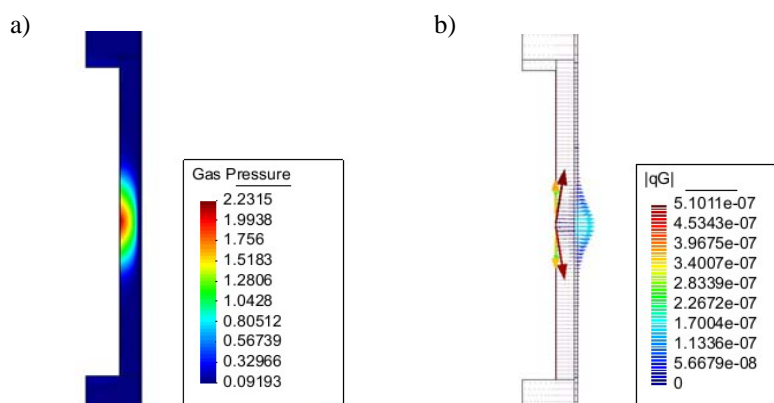 a)
b)
Gas Pressure
2.2315
1.9938
1.756
1.5183
1.2806
1.0428
0.80512
0.56739
0.32966
0.09193
|qG|
5.1011e-07
4.5343e-07
3.9675e-07
3.4007e-07
2.8339e-07
2.2672e-07
1.7004e-07
1.1336e-07
5.6679e-08
0